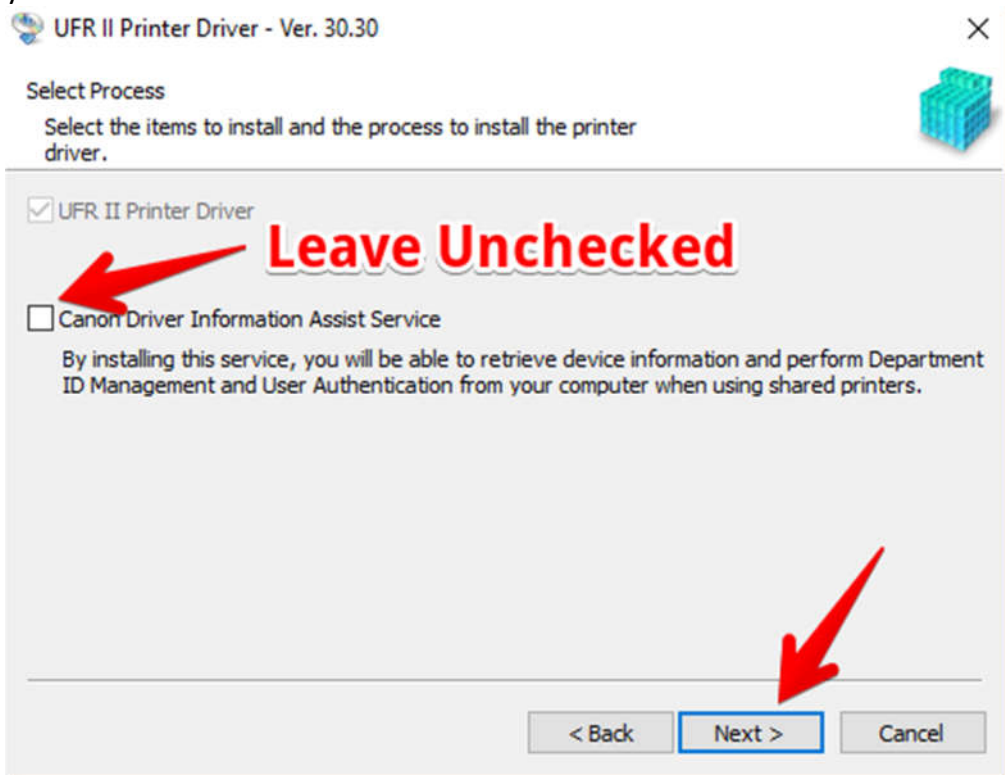 UFR II Printer Driver - Ver. 30.30
Select Process
Select the items to install and the process to install the printer
driver.
UFR II Printer Driver
Leave Unchecked
Canon Driver Information Assist Service
By installing this service, you will be able to retrieve device information and perform Department
ID Management and User Authentication from your computer when using shared printers.
< Back
Next >
Cancel